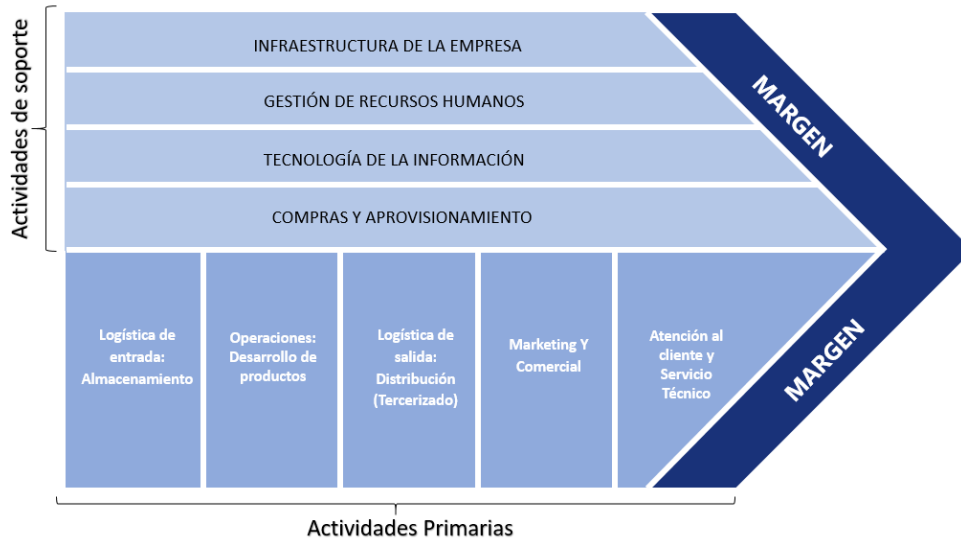 Actividades de soporte
INFRAESTRUCTURA DE LA EMPRESA
GESTIÓN DE RECURSOS HUMANOS
TECNOLOGÍA DE LA INFORMACIÓN
COMPRAS Y APROVISIONAMIENTO
MARGEN
Logística de
entrada:
Almacenamiento
Operaciones:
Desarrollo de
productos
Logística de
salida:
Distribución
(Tercerizado)
Marketing Y
Comercial
Atención al
cliente y
Servicio
Técnico
MARGEN
Actividades Primarias